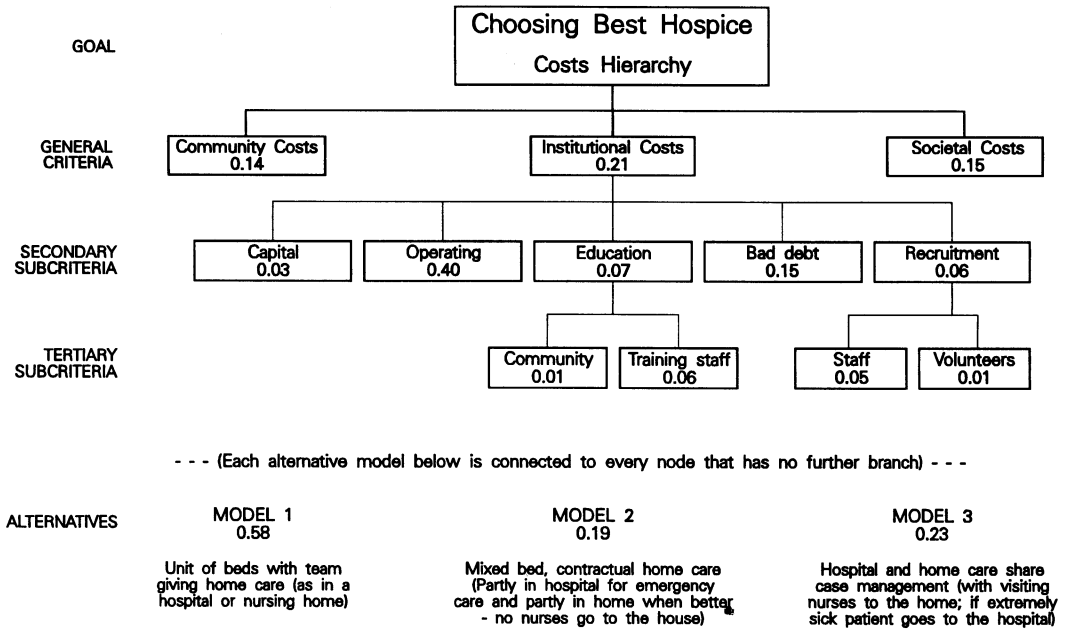 Choosing Best Hospice
Costs Hierarchy
GOAL
GENERAL
CRITERIA
Community Costs
0.14
Institutional Costs
0.21
Societal Costs
0.15
SECONDARY
SUBCRITERIA
Capital
0.03
Operating
0.40
Education
0.07
Bad debt
0.15
Recruitment
0.06
TERTIARY
SUBCRITERIA
Community
0.01
Training staff
0.06
Staff
0.05
Volunteers
0.01
- - - (Each alternative model below is connected to every node that has no further branch) - - -
ALTERNATIVES
MODEL 1
0.58
Unit of beds with team
giving home care (as in a
hospital or nursing home)
MODEL 2
0.19
Mixed bed, contractual home care
(Partly in hospital for emergency
care and partly in home when better
- no nurses go to the house)
MODEL 3
0.23
Hospital and home care share
case management (with visiting
nurses to the home; if extremely
sick patient goes to the hospital)